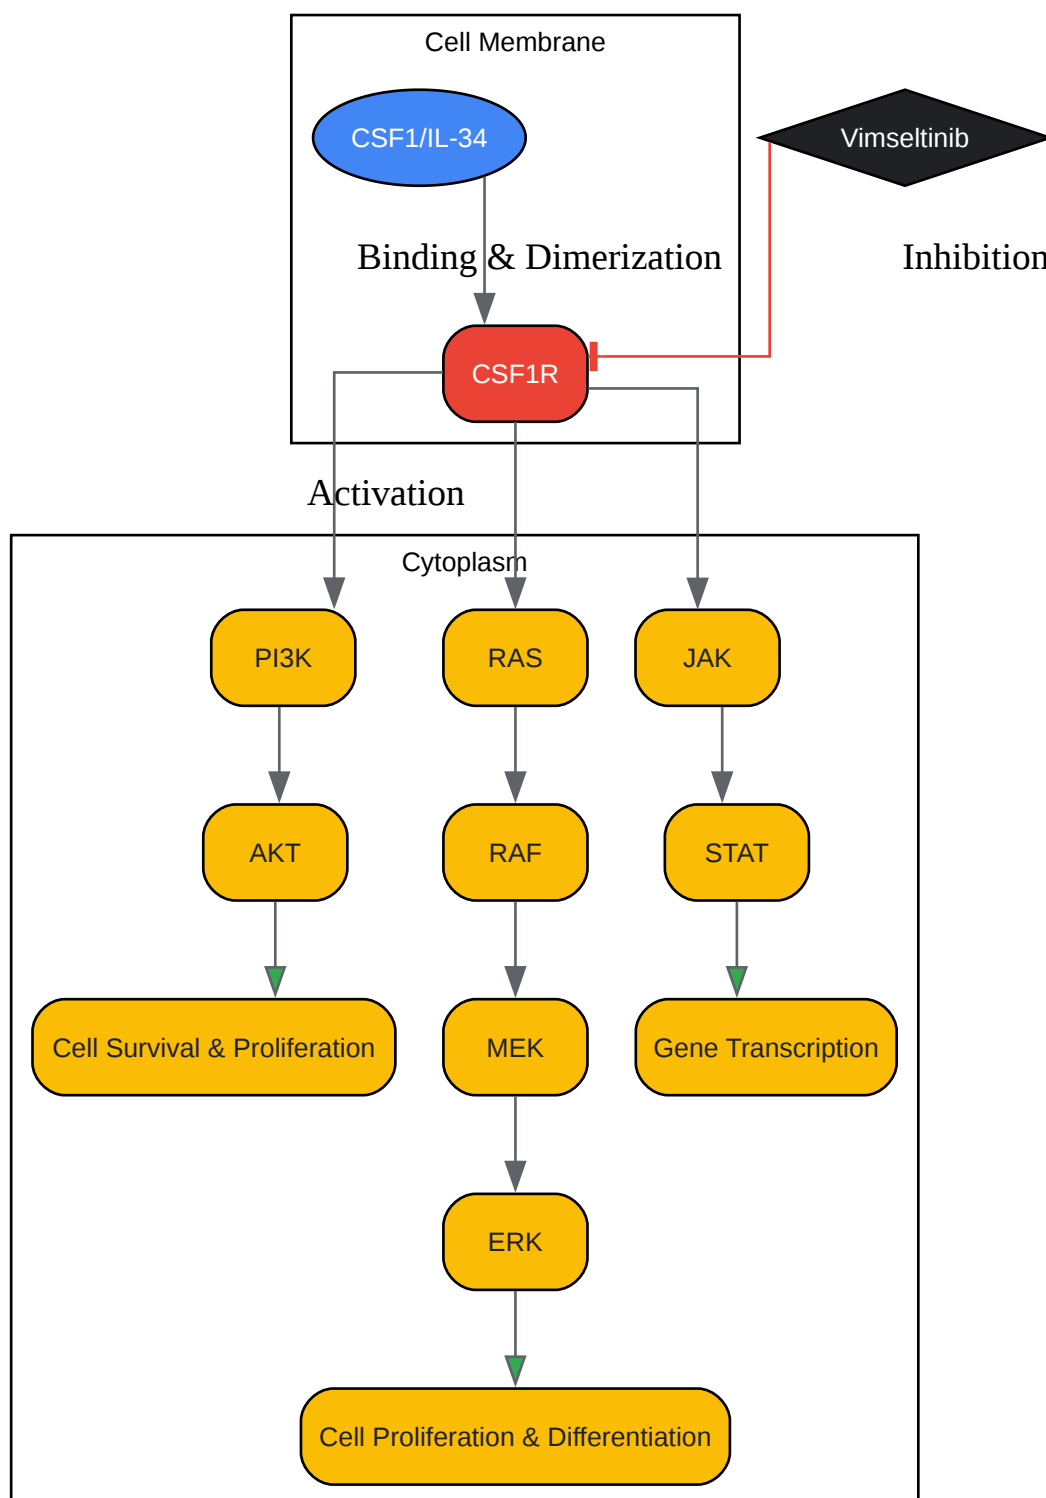 Cell Membrane
CSF1/IL-34
Vimseltinib
Binding & Dimerization
Inhibition
CSF1R
Activation
Cytoplasm
PI3K
RAS
JAK
AKT
RAF
STAT
Cell Survival & Proliferation
MEK
Gene Transcription
ERK
Cell Proliferation & Differentiation